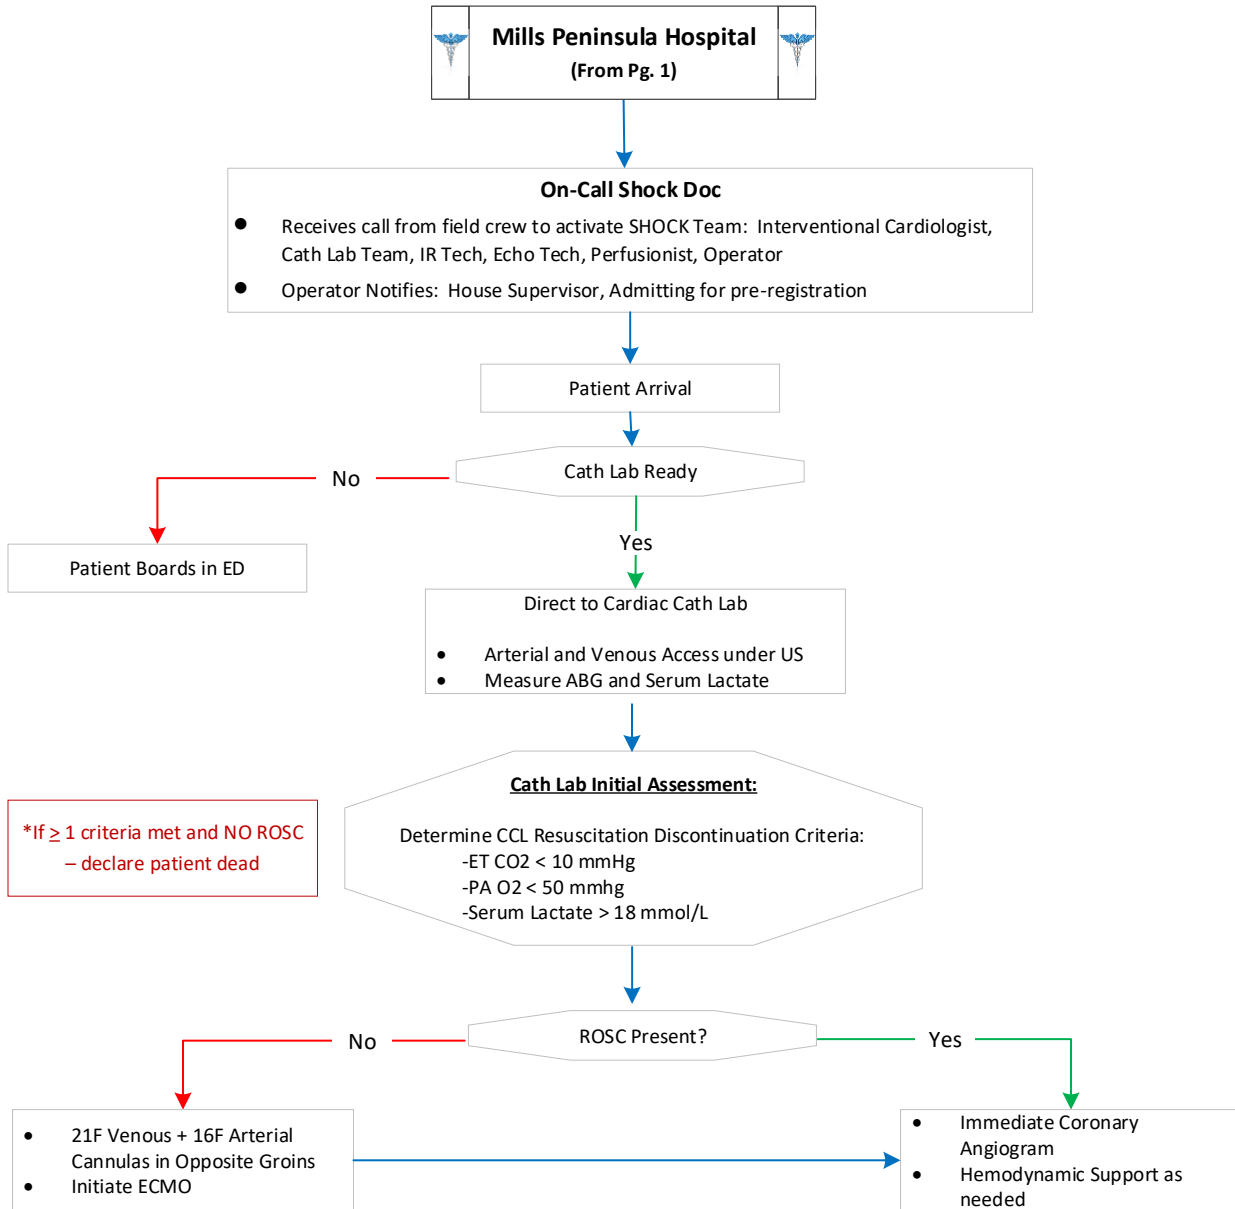 Mills Peninsula Hospital
(From Pg. 1)
On-Call Shock Doc
● Receives call from field crew to activate SHOCK Team: Interventional Cardiologist,
Cath Lab Team, IR Tech, Echo Tech, Perfusionist, Operator
● Operator Notifies: House Supervisor, Admitting for pre-registration
Patient Arrival
Cath Lab Ready
No
Yes
Patient Boards in ED
Direct to Cardiac Cath Lab
• Arterial and Venous Access under US
• Measure ABG and Serum Lactate
Cath Lab Initial Assessment:
Determine CCL Resuscitation Discontinuation Criteria:
-ET CO2 < 10 mmHg
-PA O2 < 50 mmhg
-Serum Lactate > 18 mmol/L
*If ≥ 1 criteria met and NO ROSC
– declare patient dead
ROSC Present?
No
Yes
• 21F Venous + 16F Arterial
Cannulas in Opposite Groins
• Initiate ECMO
• Immediate Coronary
Angiogram
• Hemodynamic Support as
needed